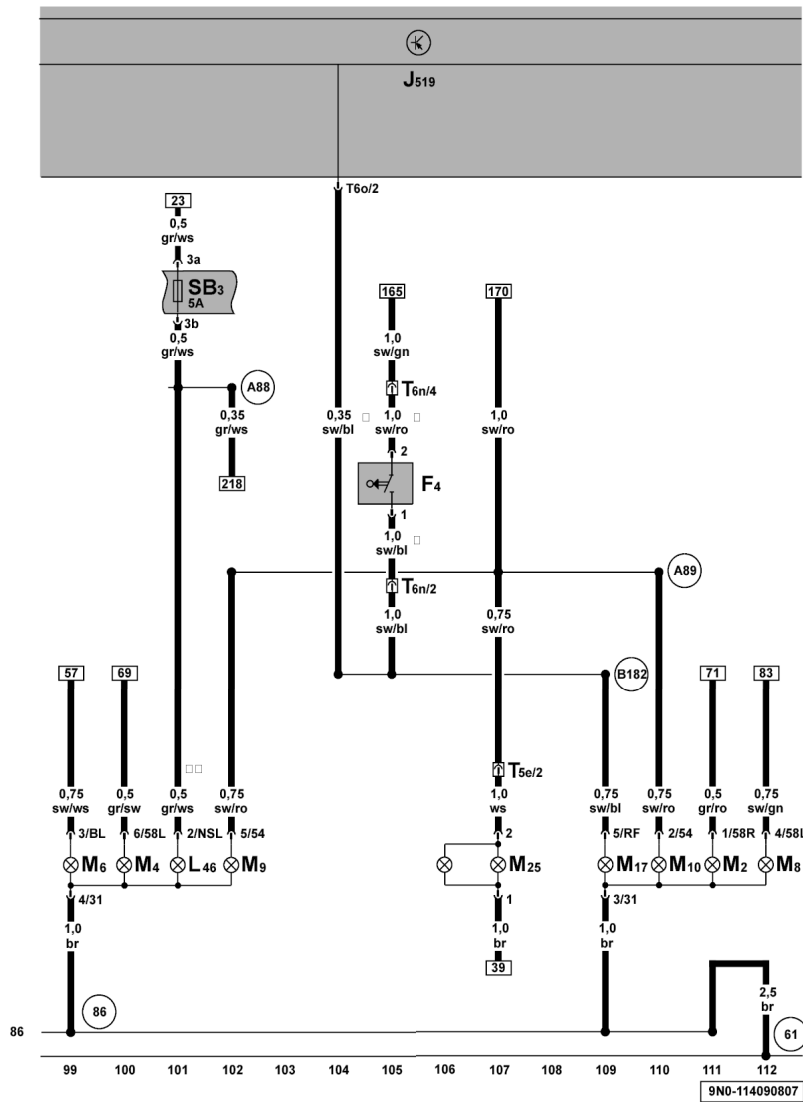 J519
T6o/2
23
0,5
gr/ws
3a
SB3
5A
3b
0,5
gr/ws
A88
0,35
gr/ws
218
165
170
1,0
sw/gn
T6n/4
0,35
sw/bl
1,0
sw/ro
1,0
sw/ro
2
F4
1
1,0
sw/bl
A89
T6n/2
1,0
sw/bl
0,75
sw/ro
B182
57
69
71
83
T5e/2
0,75
sw/ws
0,5
gr/sw
0,5
gr/ws
0,75
sw/ro
1,0
ws
0,75
sw/bl
0,75
sw/ro
0,5
gr/ro
0,75
sw/gn
3/BL
6/58L
2/NSL
5/54
2
5/RF
2/54
1/58R
4/58L
M6
M4
L46
M9
M25
M17
M10
M2
M8
4/31
1
3/31
1,0
br
1,0
br
1,0
br
39
2,5
br
86
86
61
99 100 101 102 103 104 105 106 107 108 109 110 111 112
9N0-114090807